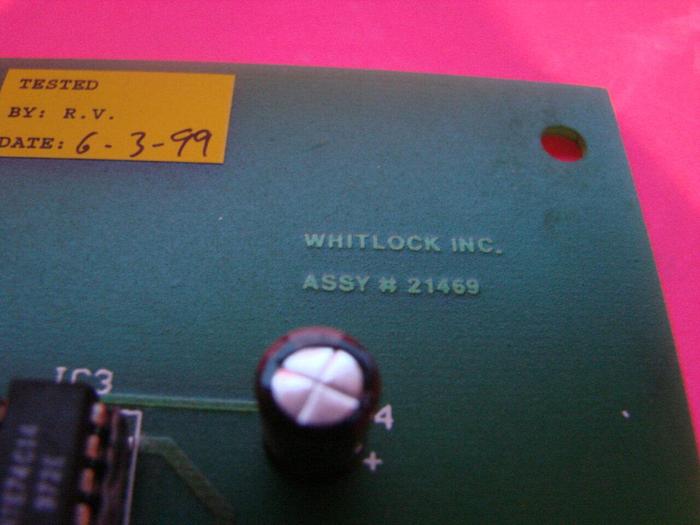 TESTED
BY: R.V.
DATE: 6-3-99
WHITLOCK INC.
ASSY # 21469
IC3
4
+